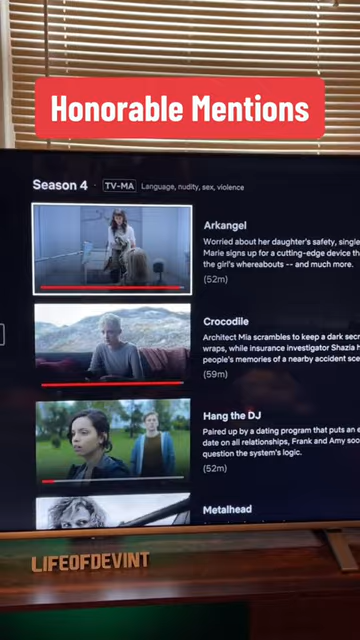 Honorable Mentions
Season 4 TV-MA Language, nudity, sex, violence
Arkangel
Worried about her daughter's safety, single
Marie signs up for a cutting-edge device th
the girl's whereabouts -- and much more.
(52m)
Crocodile
Architect Mia scrambles to keep a dark secre
wraps, while insurance investigator Shazia h
people's memories of a nearby accident sce
(59m)
Hang the DJ
Paired up by a dating program that puts an e
date on all relationships, Frank and Amy soo
question the system's logic.
(52m)
Metalhead
LIFEOFDEVINT